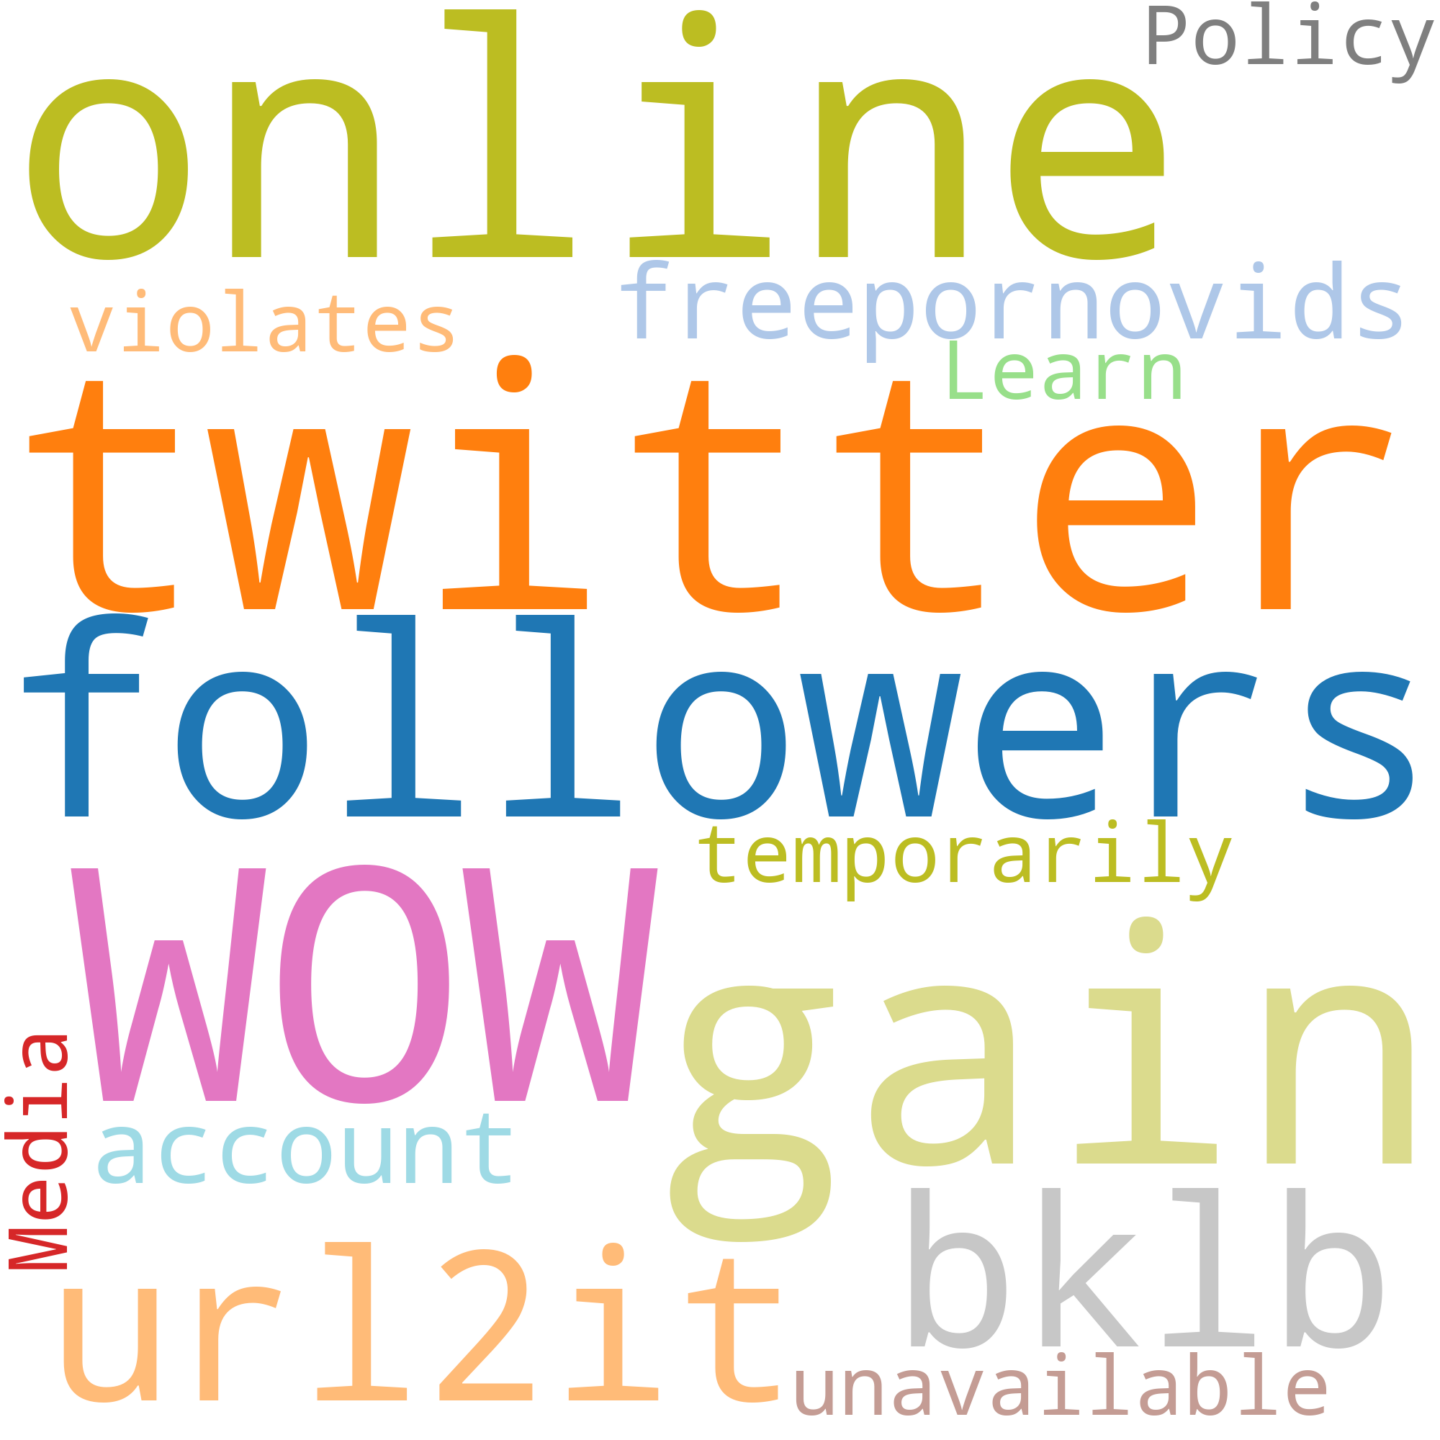 Policy
online
freepornovids
violates
Learn
twitter
followers
temporarily
WOW
gain
Media
account
bklb
url2it
unavailable